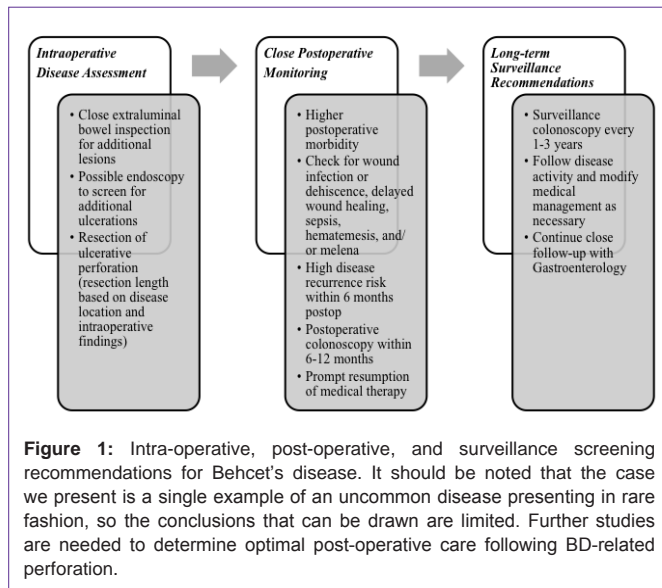 Intraoperative
Disease Assessment
• Close extraluminal
bowel inspection
for additional
lesions
• Possible endoscopy
to screen for
additional
ulcerations
• Resection of
ulcerative
perforation
(resection length
based on disease
location and
intraoperative
findings)
Close Postoperative
Monitoring
• Higher
postoperative
morbidity
• Check for wound
infection or
dehiscence, delayed
wound healing,
sepsis,
hematemesis, and/
or melena
• High disease
recurrence risk
within 6 months
postop
• Postoperative
colonoscopy within
6-12 months
• Prompt resumption
of medical therapy
Long-term
Surveillance
Recommendations
• Surveillance
colonoscopy every
1-3 years
• Follow disease
activity and modify
medical
management as
necessary
• Continue close
follow-up with
Gastroenterology
Figure 1: Intra-operative, post-operative, and surveillance screening
recommendations for Behcet's disease. It should be noted that the case
we present is a single example of an uncommon disease presenting in rare
fashion, so the conclusions that can be drawn are limited. Further studies
are needed to determine optimal post-operative care following BD-related
perforation.